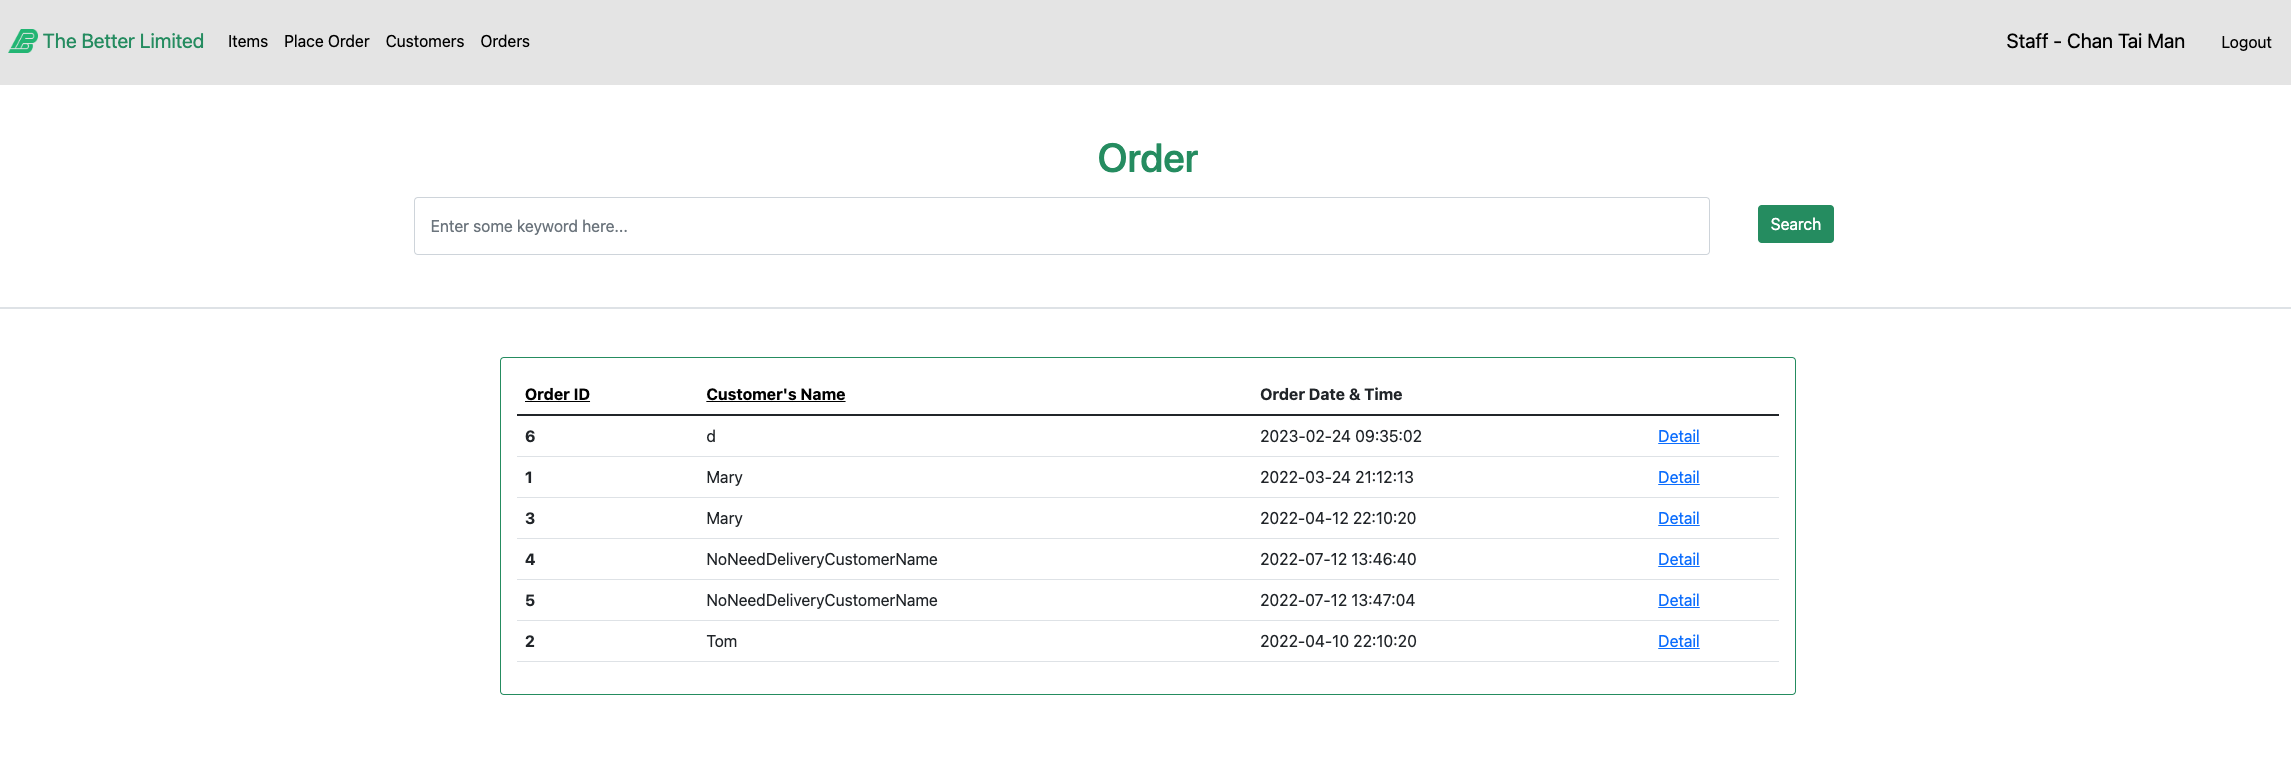 The Better Limited Items Place Order Customers Orders Staff - Chan Tai Man Logout
Order
Enter some keyword here... Search
Order ID Customer's Name Order Date & Time
6 d 2023-02-24 09:35:02 Detail
1 Mary 2022-03-24 21:12:13 Detail
3 Mary 2022-04-12 22:10:20 Detail
4 NoNeedDeliveryCustomerName 2022-07-12 13:46:40 Detail
5 NoNeedDeliveryCustomerName 2022-07-12 13:47:04 Detail
2 Tom 2022-04-10 22:10:20 Detail